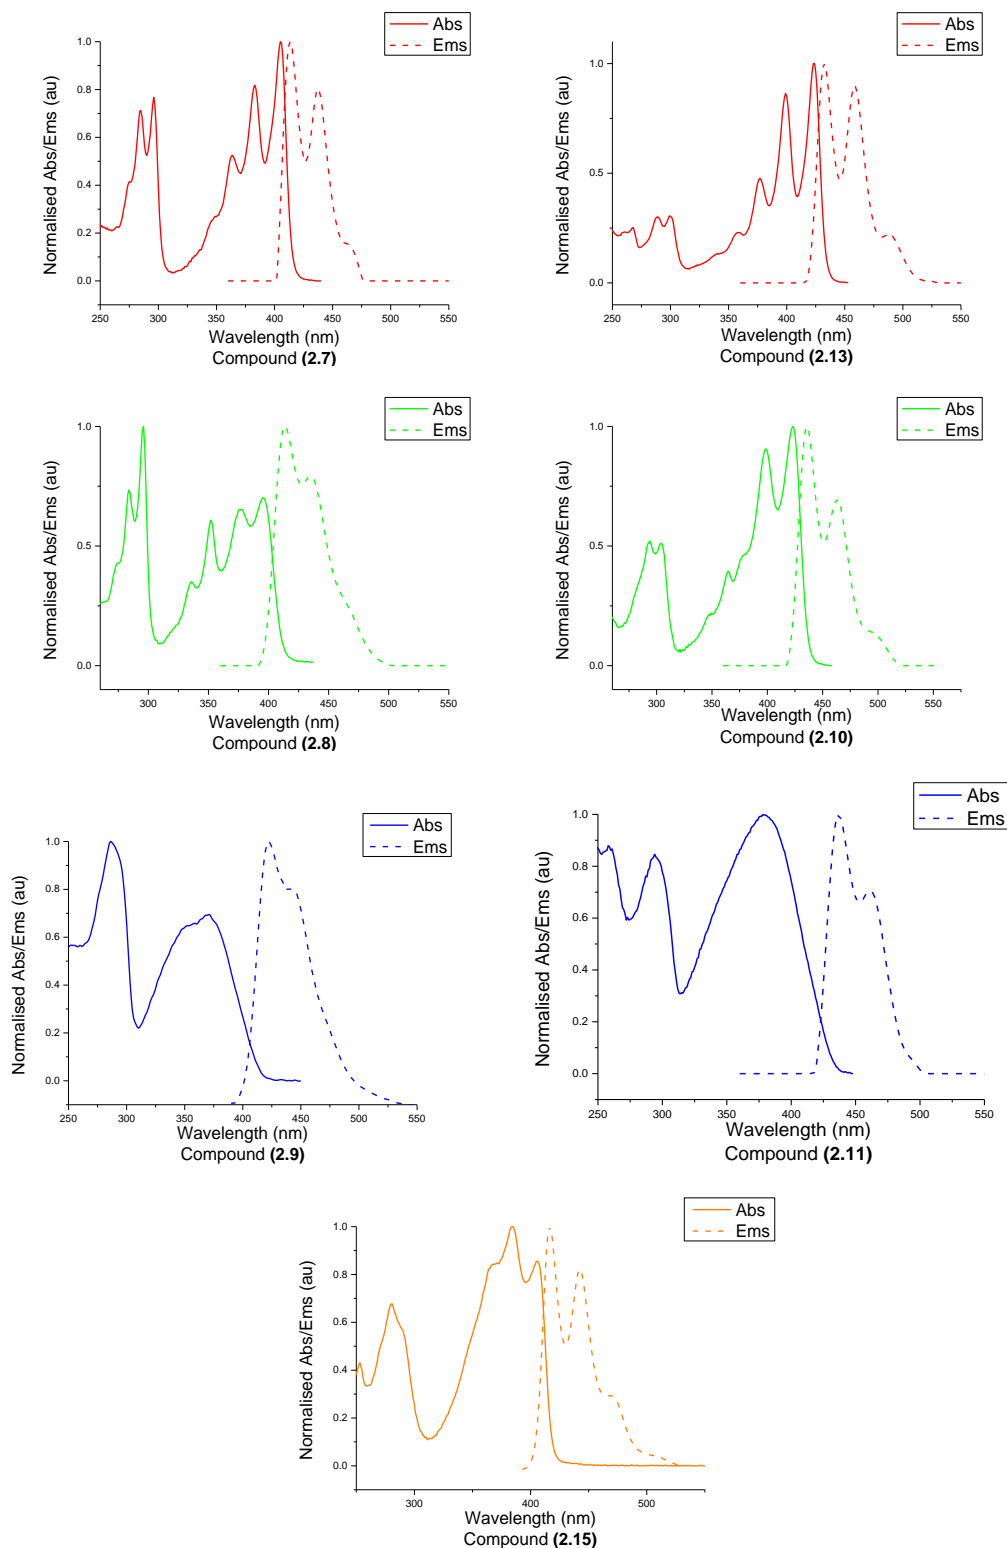 Abs
Ems
Normalised Abs/Ems (au)
1.0
0.8
0.6
0.4
0.2
0.0
250 300 350 400 450 500 550
Wavelength (nm)
Compound (2.7)
Abs
Ems
Normalised Abs/Ems (au)
1.0
0.5
0.0
250 300 350 400 450 500 550
Wavelength (nm)
Compound (2.13)
Abs
Ems
Normalised Abs/Ems (au)
1.0
0.5
0.0
300 350 400 450 500 550
Wavelength (nm)
Compound (2.8)
Abs
Ems
Normalised Abs/Ems (au)
1.0
0.5
0.0
300 350 400 450 500 550
Wavelength (nm)
Compound (2.10)
Abs
Ems
Normalised Abs/Ems (au)
1.0
0.8
0.6
0.4
0.2
0.0
250 300 350 400 450 500 550
Wavelength (nm)
Compound (2.9)
Abs
Ems
Normalised Abs/Ems (au)
1.0
0.8
0.6
0.4
0.2
0.0
250 300 350 400 450 500 550
Wavelength (nm)
Compound (2.11)
Abs
Ems
Normalised Abs/Ems (au)
1.0
0.8
0.6
0.4
0.2
0.0
300 400 500
Wavelength (nm)
Compound (2.15)